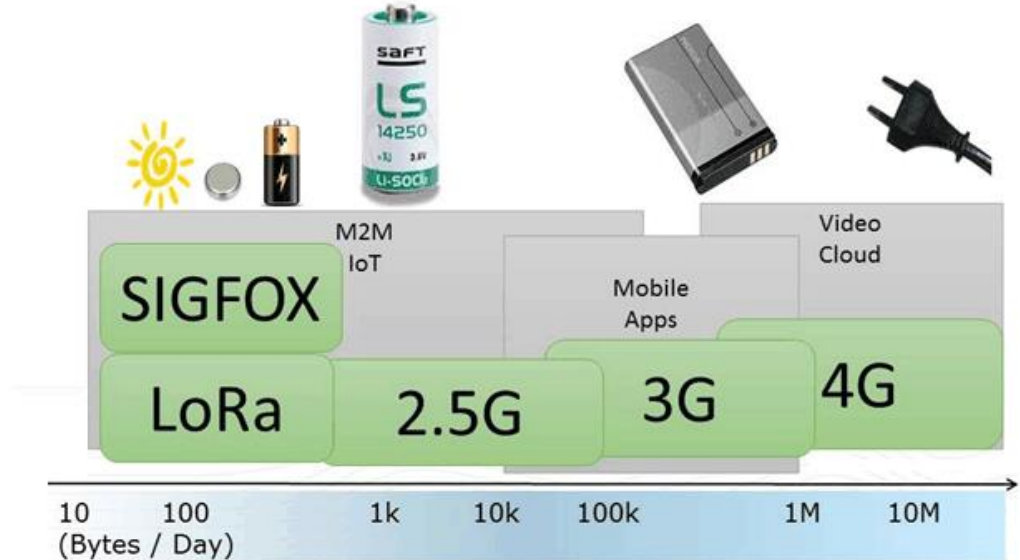 SAFT
LS
14250
LI-SOCl₂
M2M
IoT
Video
Cloud
SIGFOX
Mobile
Apps
LoRa
2.5G
3G
4G
10 100 1k 10k 100k 1M 10M
(Bytes / Day)